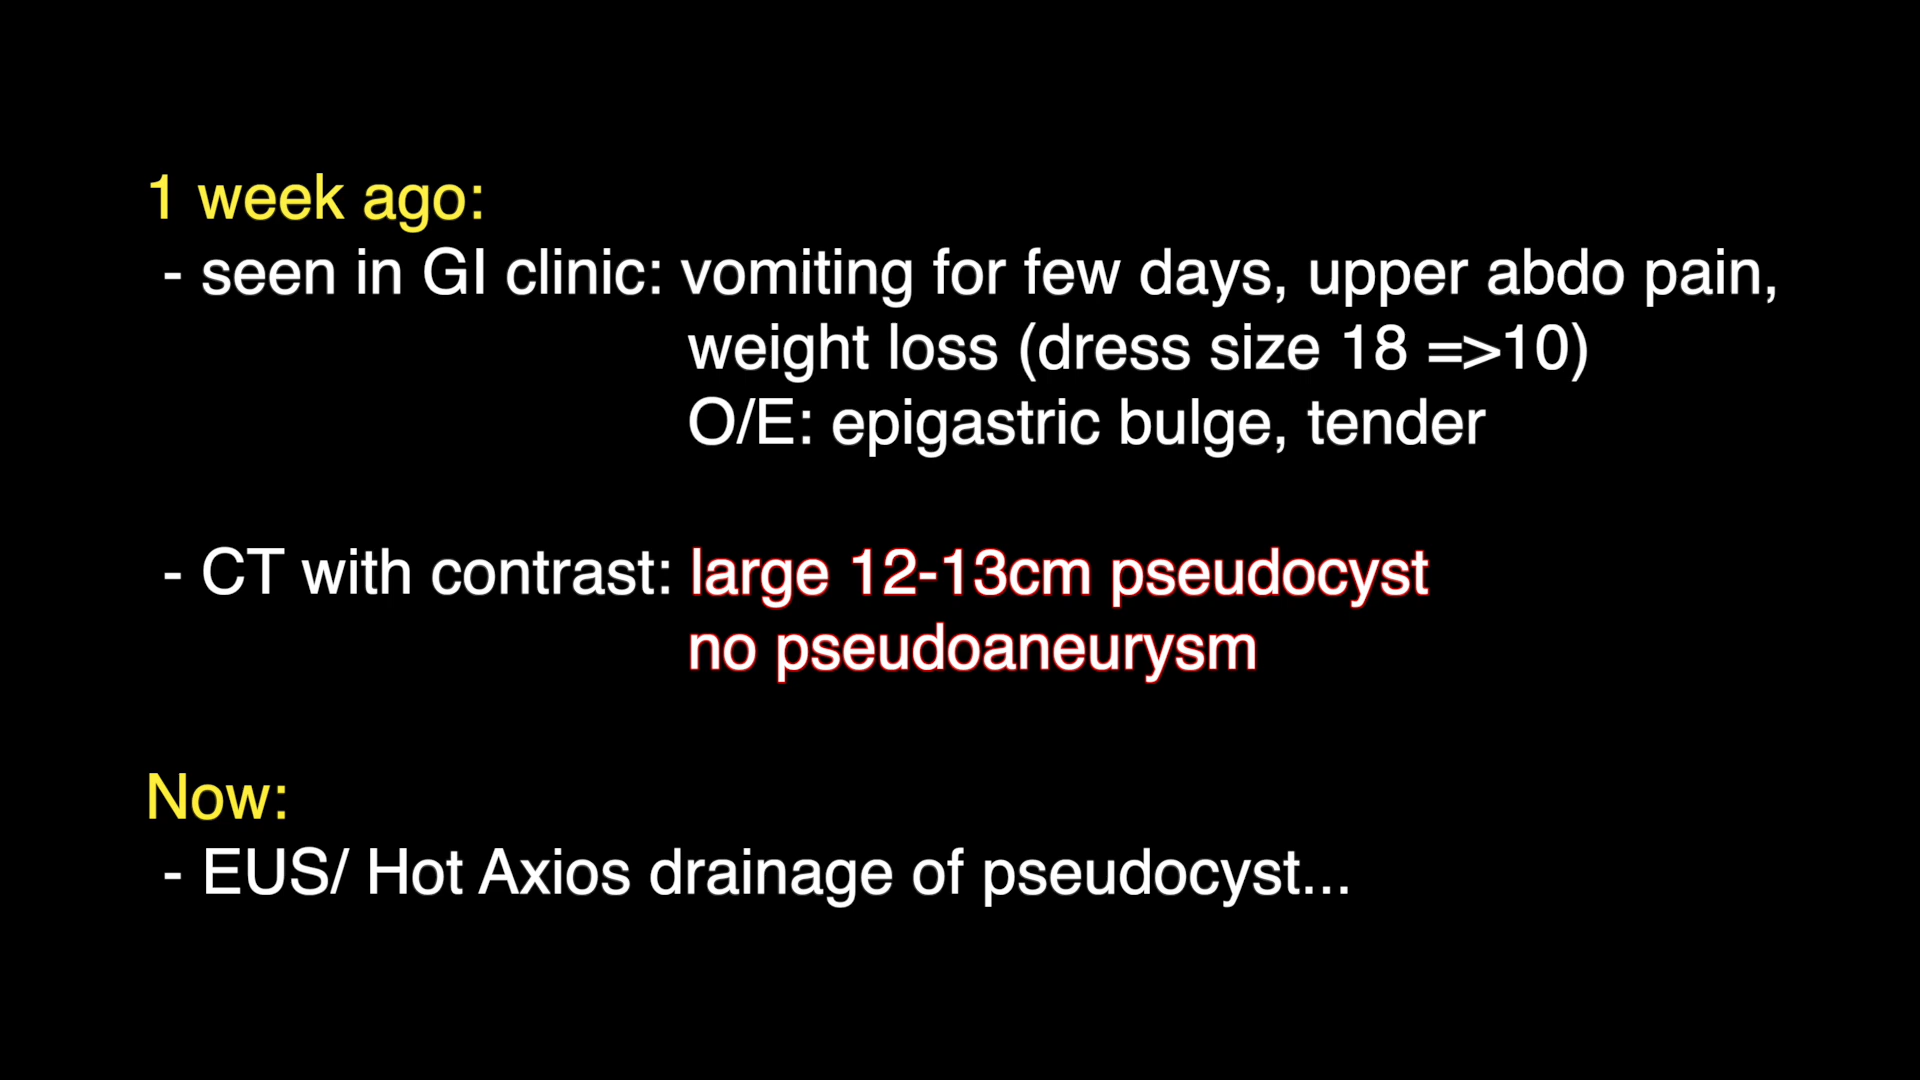 1 week ago:
- seen in GI clinic: vomiting for few days, upper abdo pain,
weight loss (dress size 18 =>10)
O/E: epigastric bulge, tender
- CT with contrast: large 12-13cm pseudocyst
no pseudoaneurysm
Now:
- EUS/ Hot Axios drainage of pseudocyst...